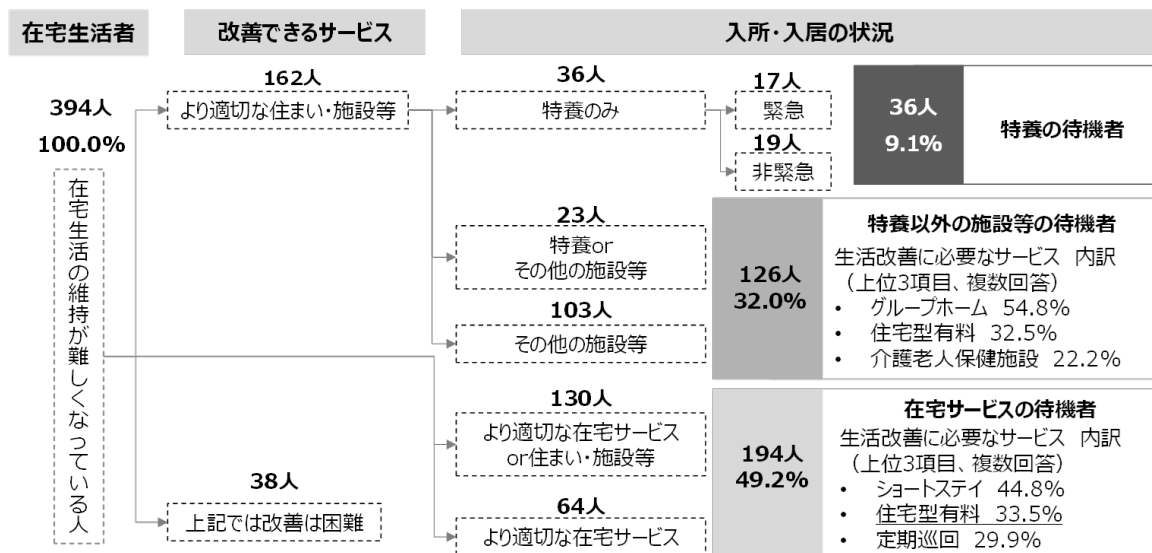 在宅生活者
改善できるサービス
入所・入居の状況
394人
100.0%
在宅生活の維持が難しくなっている人
162人
より適切な住まい・施設等
36人
特養のみ
17人
緊急
19人
非緊急
36人
9.1%
特養の待機者
23人
特養or
その他の施設等
103人
その他の施設等
126人
32.0%
特養以外の施設等の待機者
生活改善に必要なサービス 内訳
（上位3項目、複数回答）
• グループホーム 54.8%
• 住宅型有料 32.5%
• 介護老人保健施設 22.2%
130人
より適切な在宅サービス
or住まい・施設等
38人
上記では改善は困難
64人
より適切な在宅サービス
194人
49.2%
在宅サービスの待機者
生活改善に必要なサービス 内訳
（上位3項目、複数回答）
• ショートステイ 44.8%
• 住宅型有料 33.5%
• 定期巡回 29.9%